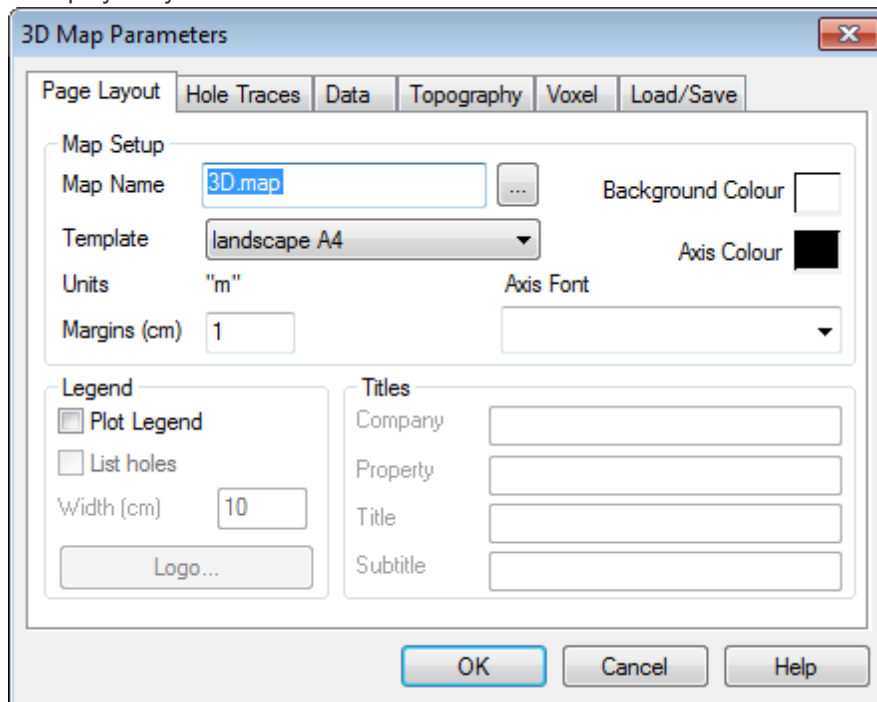 3D Map Parameters
Page Layout Hole Traces Data Topography Voxel Load/Save
Map Setup
Map Name 3D.map ... Background Colour
Template landscape A4 Axis Colour
Units "m" Axis Font
Margins (cm) 1
Legend
Plot Legend
List holes
Width (cm) 10
Logo...
Titles
Company
Property
Title
Subtitle
OK Cancel Help